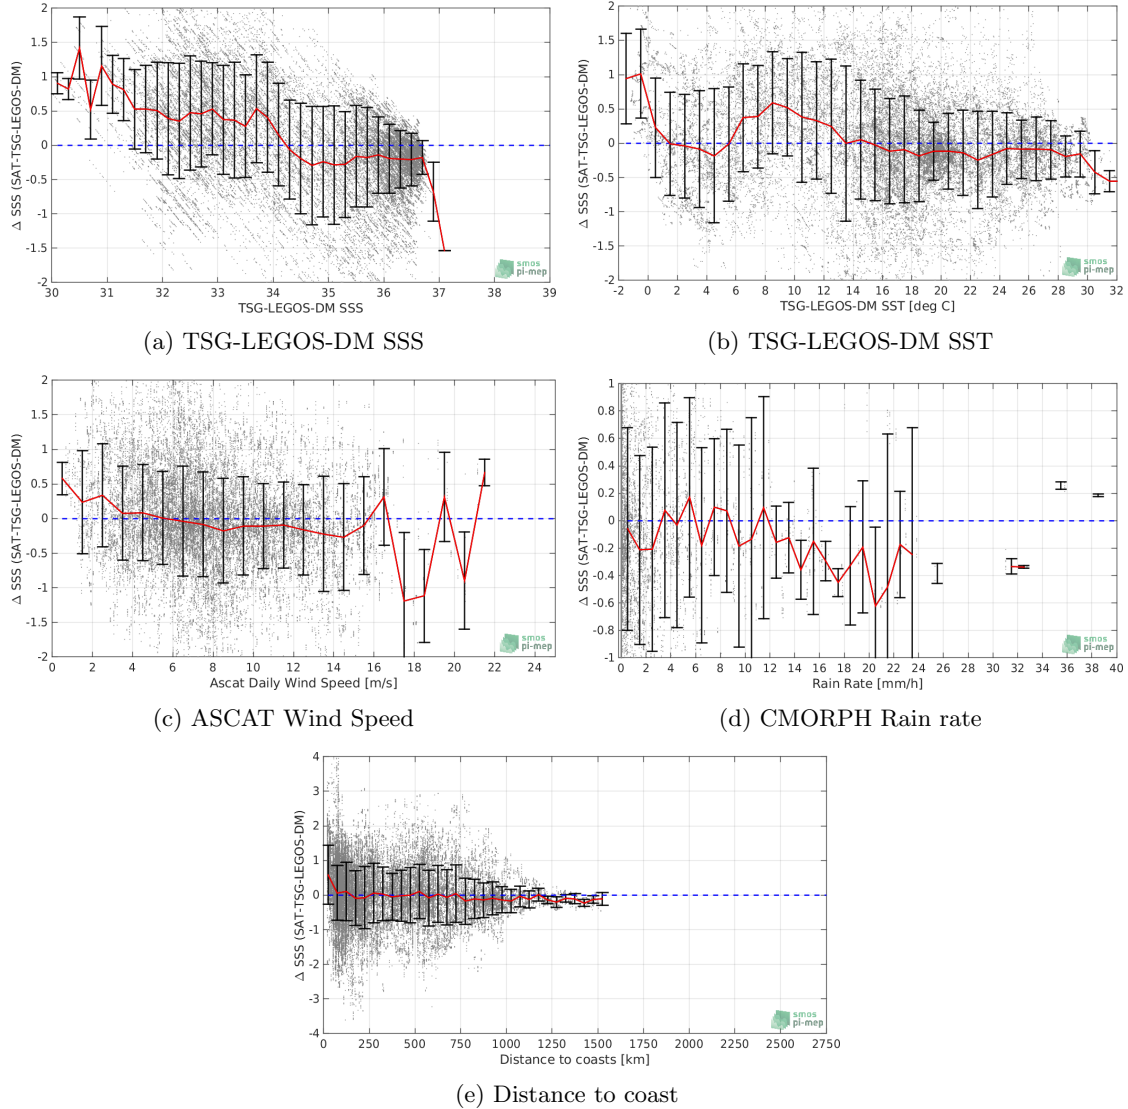 2
1.5
1
0.5
0
-0.5
-1
-1.5
-2
Δ SSS (SAT-TSG-LEGOS-DM)
30 31 32 33 34 35 36 37 38 39
TSG-LEGOS-DM SSS
smos
pi-mep
(a) TSG-LEGOS-DM SSS
2
1.5
1
0.5
0
-0.5
-1
-1.5
-2
Δ SSS (SAT-TSG-LEGOS-DM)
-2 0 2 4 6 8 10 12 14 16 18 20 22 24 26 28 30 32
TSG-LEGOS-DM SST [deg C]
smos
pi-mep
(b) TSG-LEGOS-DM SST
2
1.5
1
0.5
0
-0.5
-1
-1.5
-2
Δ SSS (SAT-TSG-LEGOS-DM)
0 2 4 6 8 10 12 14 16 18 20 22 24
Ascat Daily Wind Speed [m/s]
smos
pi-mep
(c) ASCAT Wind Speed
1
0.8
0.6
0.4
0.2
0
-0.2
-0.4
-0.6
-0.8
-1
Δ SSS (SAT-TSG-LEGOS-DM)
0 2 4 6 8 10 12 14 16 18 20 22 24 26 28 30 32 34 36 38 40
Rain Rate [mm/h]
smos
pi-mep
(d) CMORPH Rain rate
4
3
2
1
0
-1
-2
-3
-4
Δ SSS (SAT-TSG-LEGOS-DM)
0 250 500 750 1000 1250 1500 1750 2000 2250 2500 2750
Distance to coasts [km]
smos
pi-mep
(e) Distance to coast